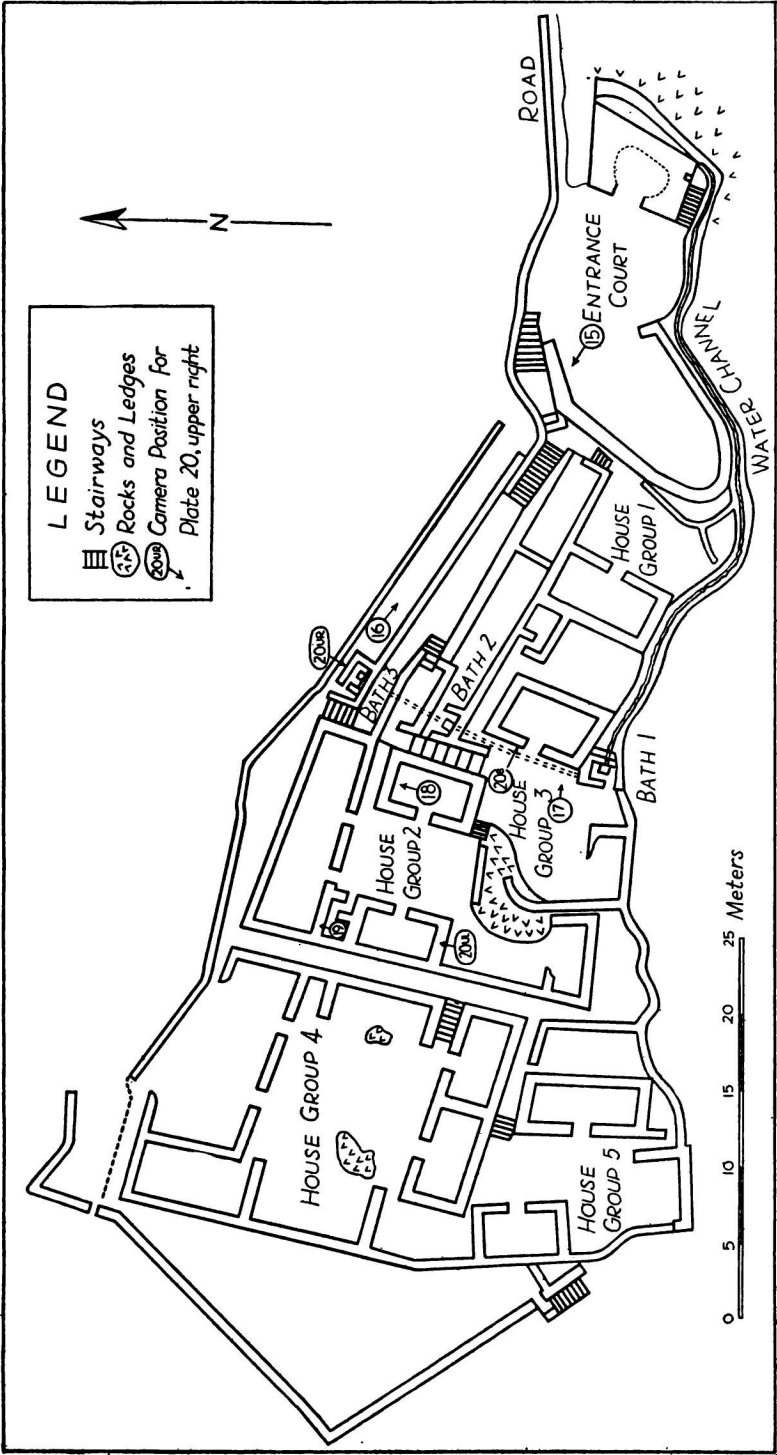 LEGEND
Stairways
Rocks and Ledges
20UR Camera Position for
Plate 20, upper right
N
ROAD
15 ENTRANCE
COURT
WATER CHANNEL
HOUSE
GROUP 1
16
20UR
BATH 3
BATH 2
BATH 1
18
HOUSE
GROUP 2
HOUSE
GROUP 3
17
19
20UL
HOUSE GROUP 4
HOUSE
GROUP 5
0 5 10 15 20 25 Meters